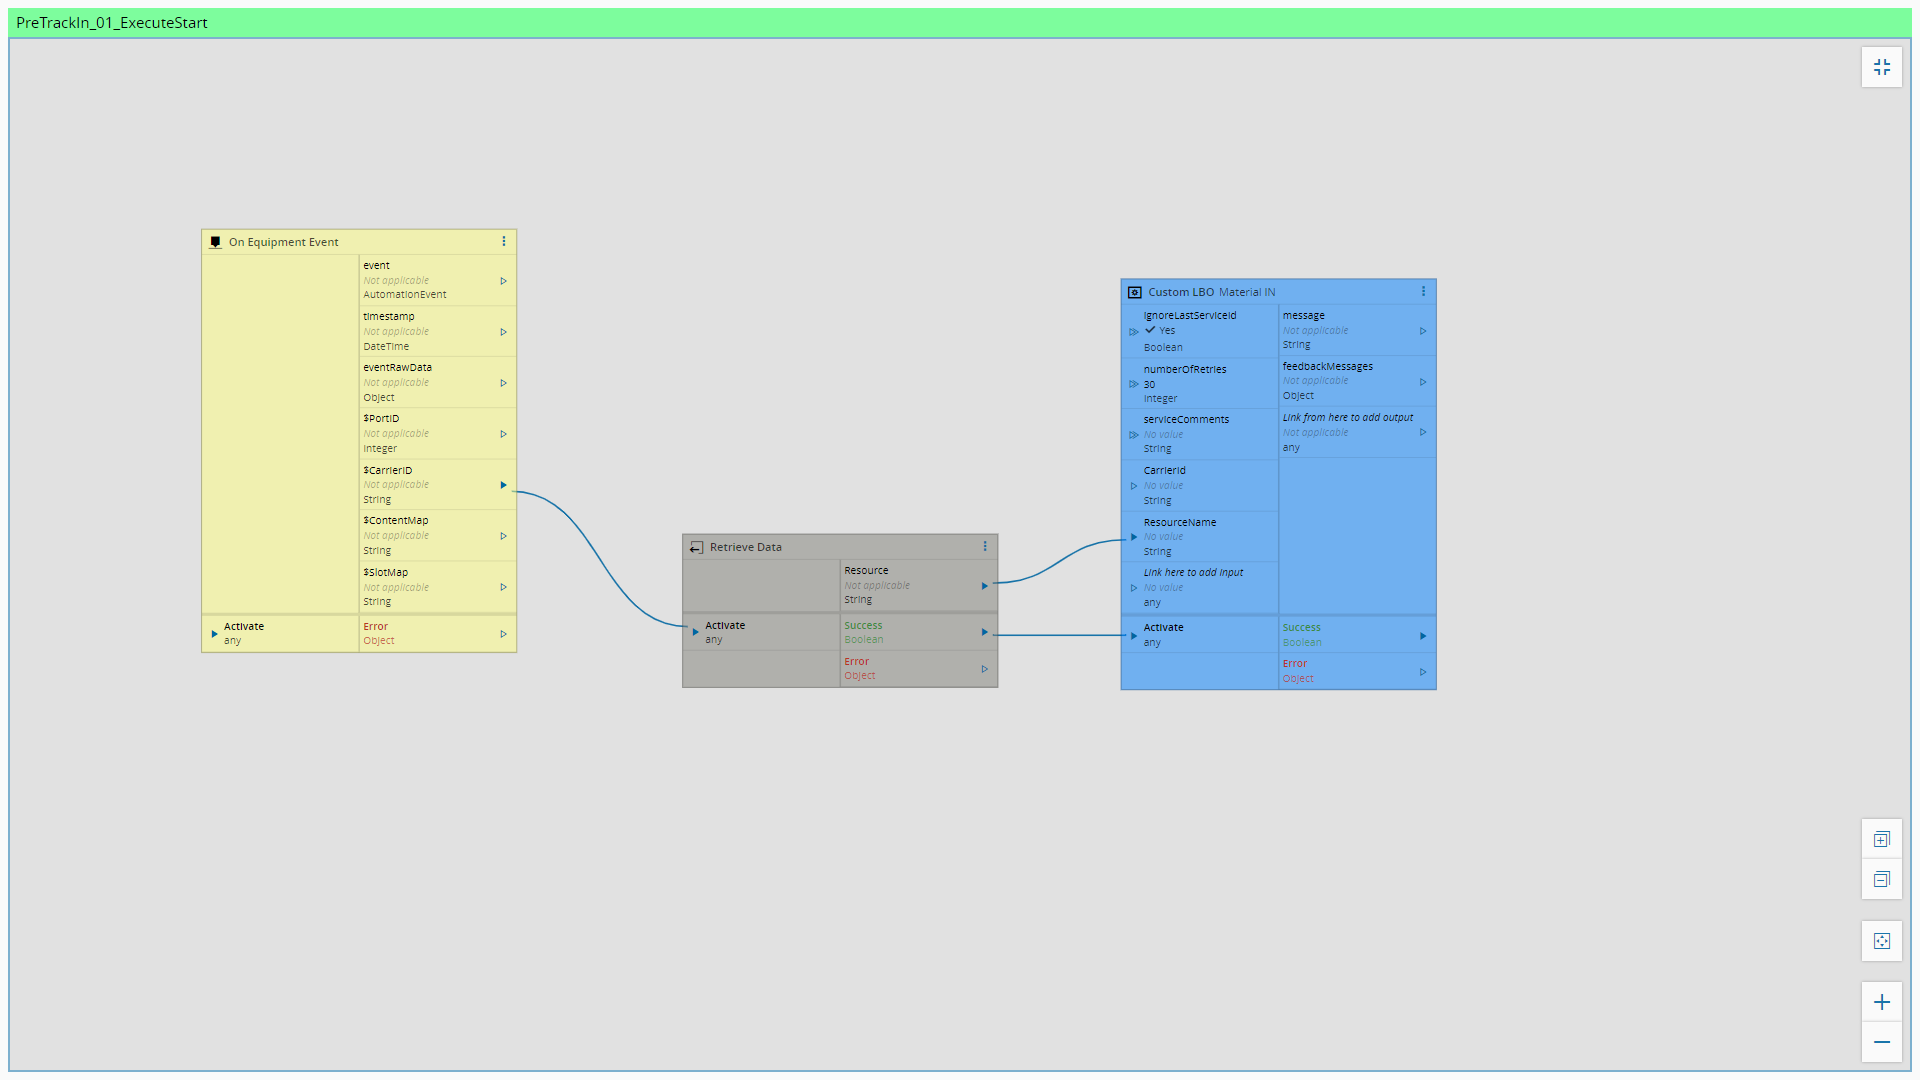 PreTrackIn_01_ExecuteStart
On Equipment Event
event
Not applicable
AutomationEvent
timestamp
Not applicable
DateTime
eventRawData
Not applicable
Object
$PortID
Not applicable
Integer
$CarrierID
Not applicable
String
$ContentMap
Not applicable
String
$SlotMap
Not applicable
String
Activate
any
Error
Object
Retrieve Data
Resource
Not applicable
String
Activate
any
Success
Boolean
Error
Object
Custom LBO Material IN
ignoreLastServiceId
Yes
Boolean
numberOfRetries
30
Integer
serviceComments
No value
String
CarrierId
No value
String
ResourceName
No value
String
Link here to add input
No value
any
message
Not applicable
String
feedbackMessages
Not applicable
Object
Link from here to add output
Not applicable
any
Activate
any
Success
Boolean
Error
Object